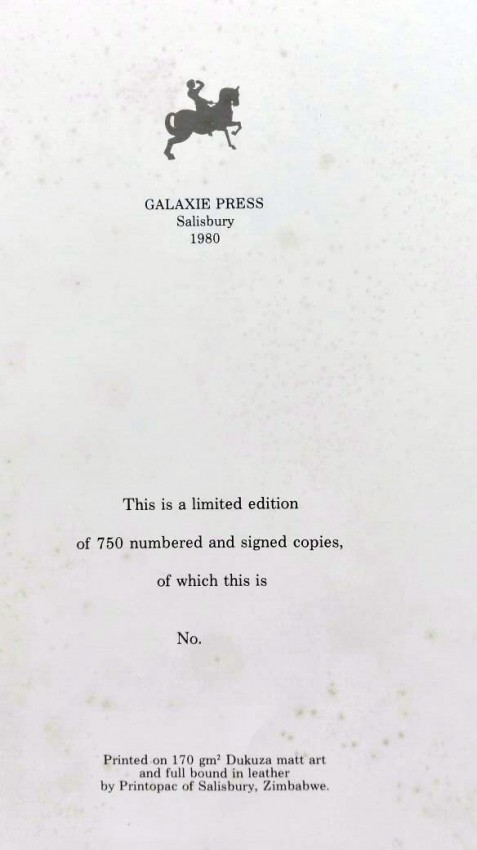 GALAXIE PRESS
Salisbury
1980
This is a limited edition
of 750 numbered and signed copies,
of which this is
No.
Printed on 170 gm² Dukuza matt art
and full bound in leather
by Printopac of Salisbury, Zimbabwe.